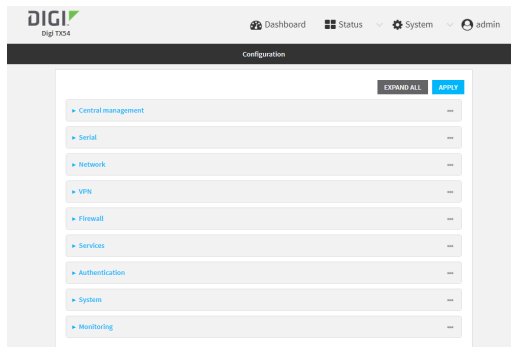 DIGI
Digi TX54
Dashboard Status System admin
Configuration
EXPAND ALL APPLY
Central management
Serial
Network
VPN
Firewall
Services
Authentication
System
Monitoring